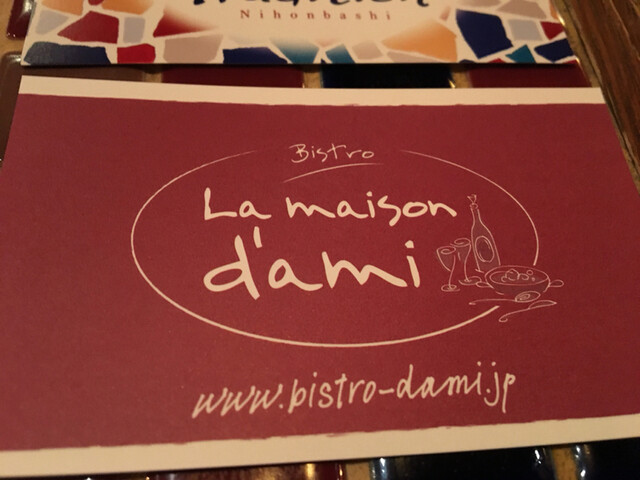 Nihonbashi
Bistro
La maison
d'ami
www.bistro-dami.jp